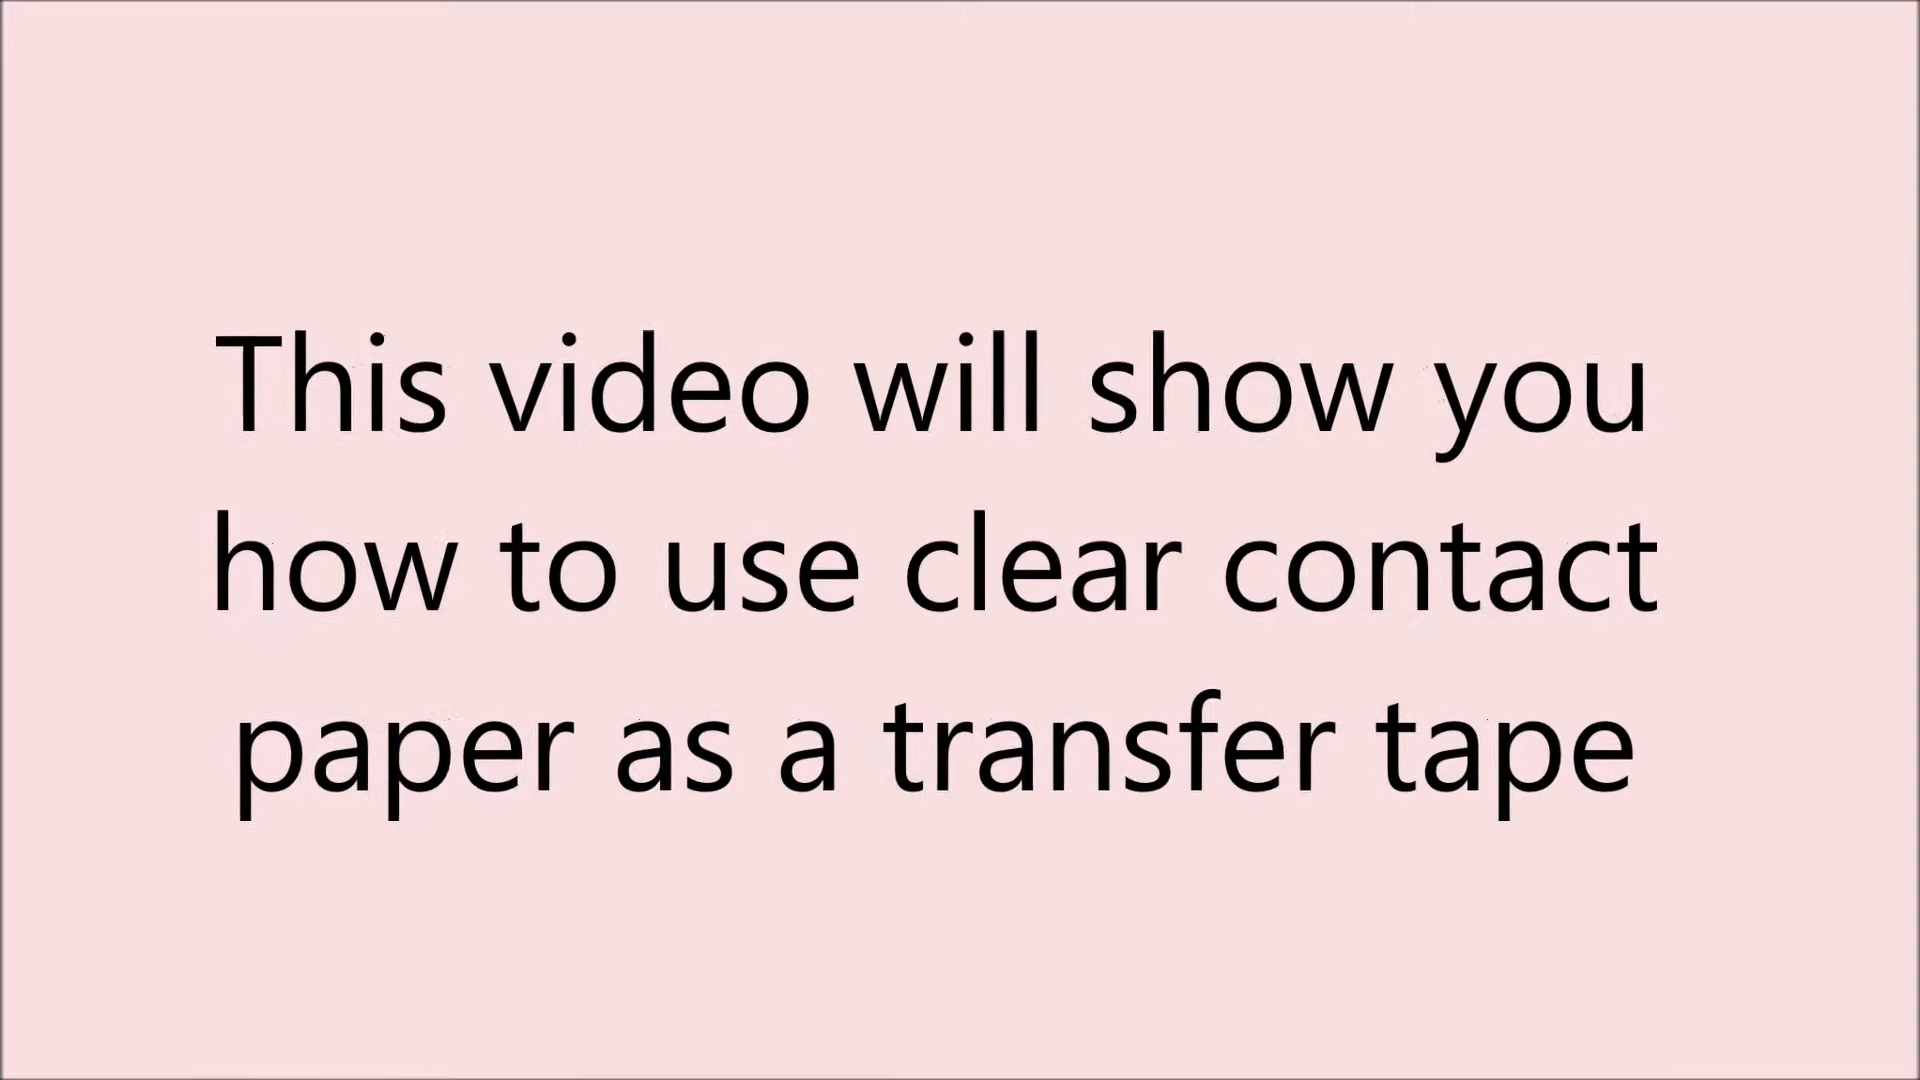 This video will show you
how to use clear contact
paper as a transfer tape